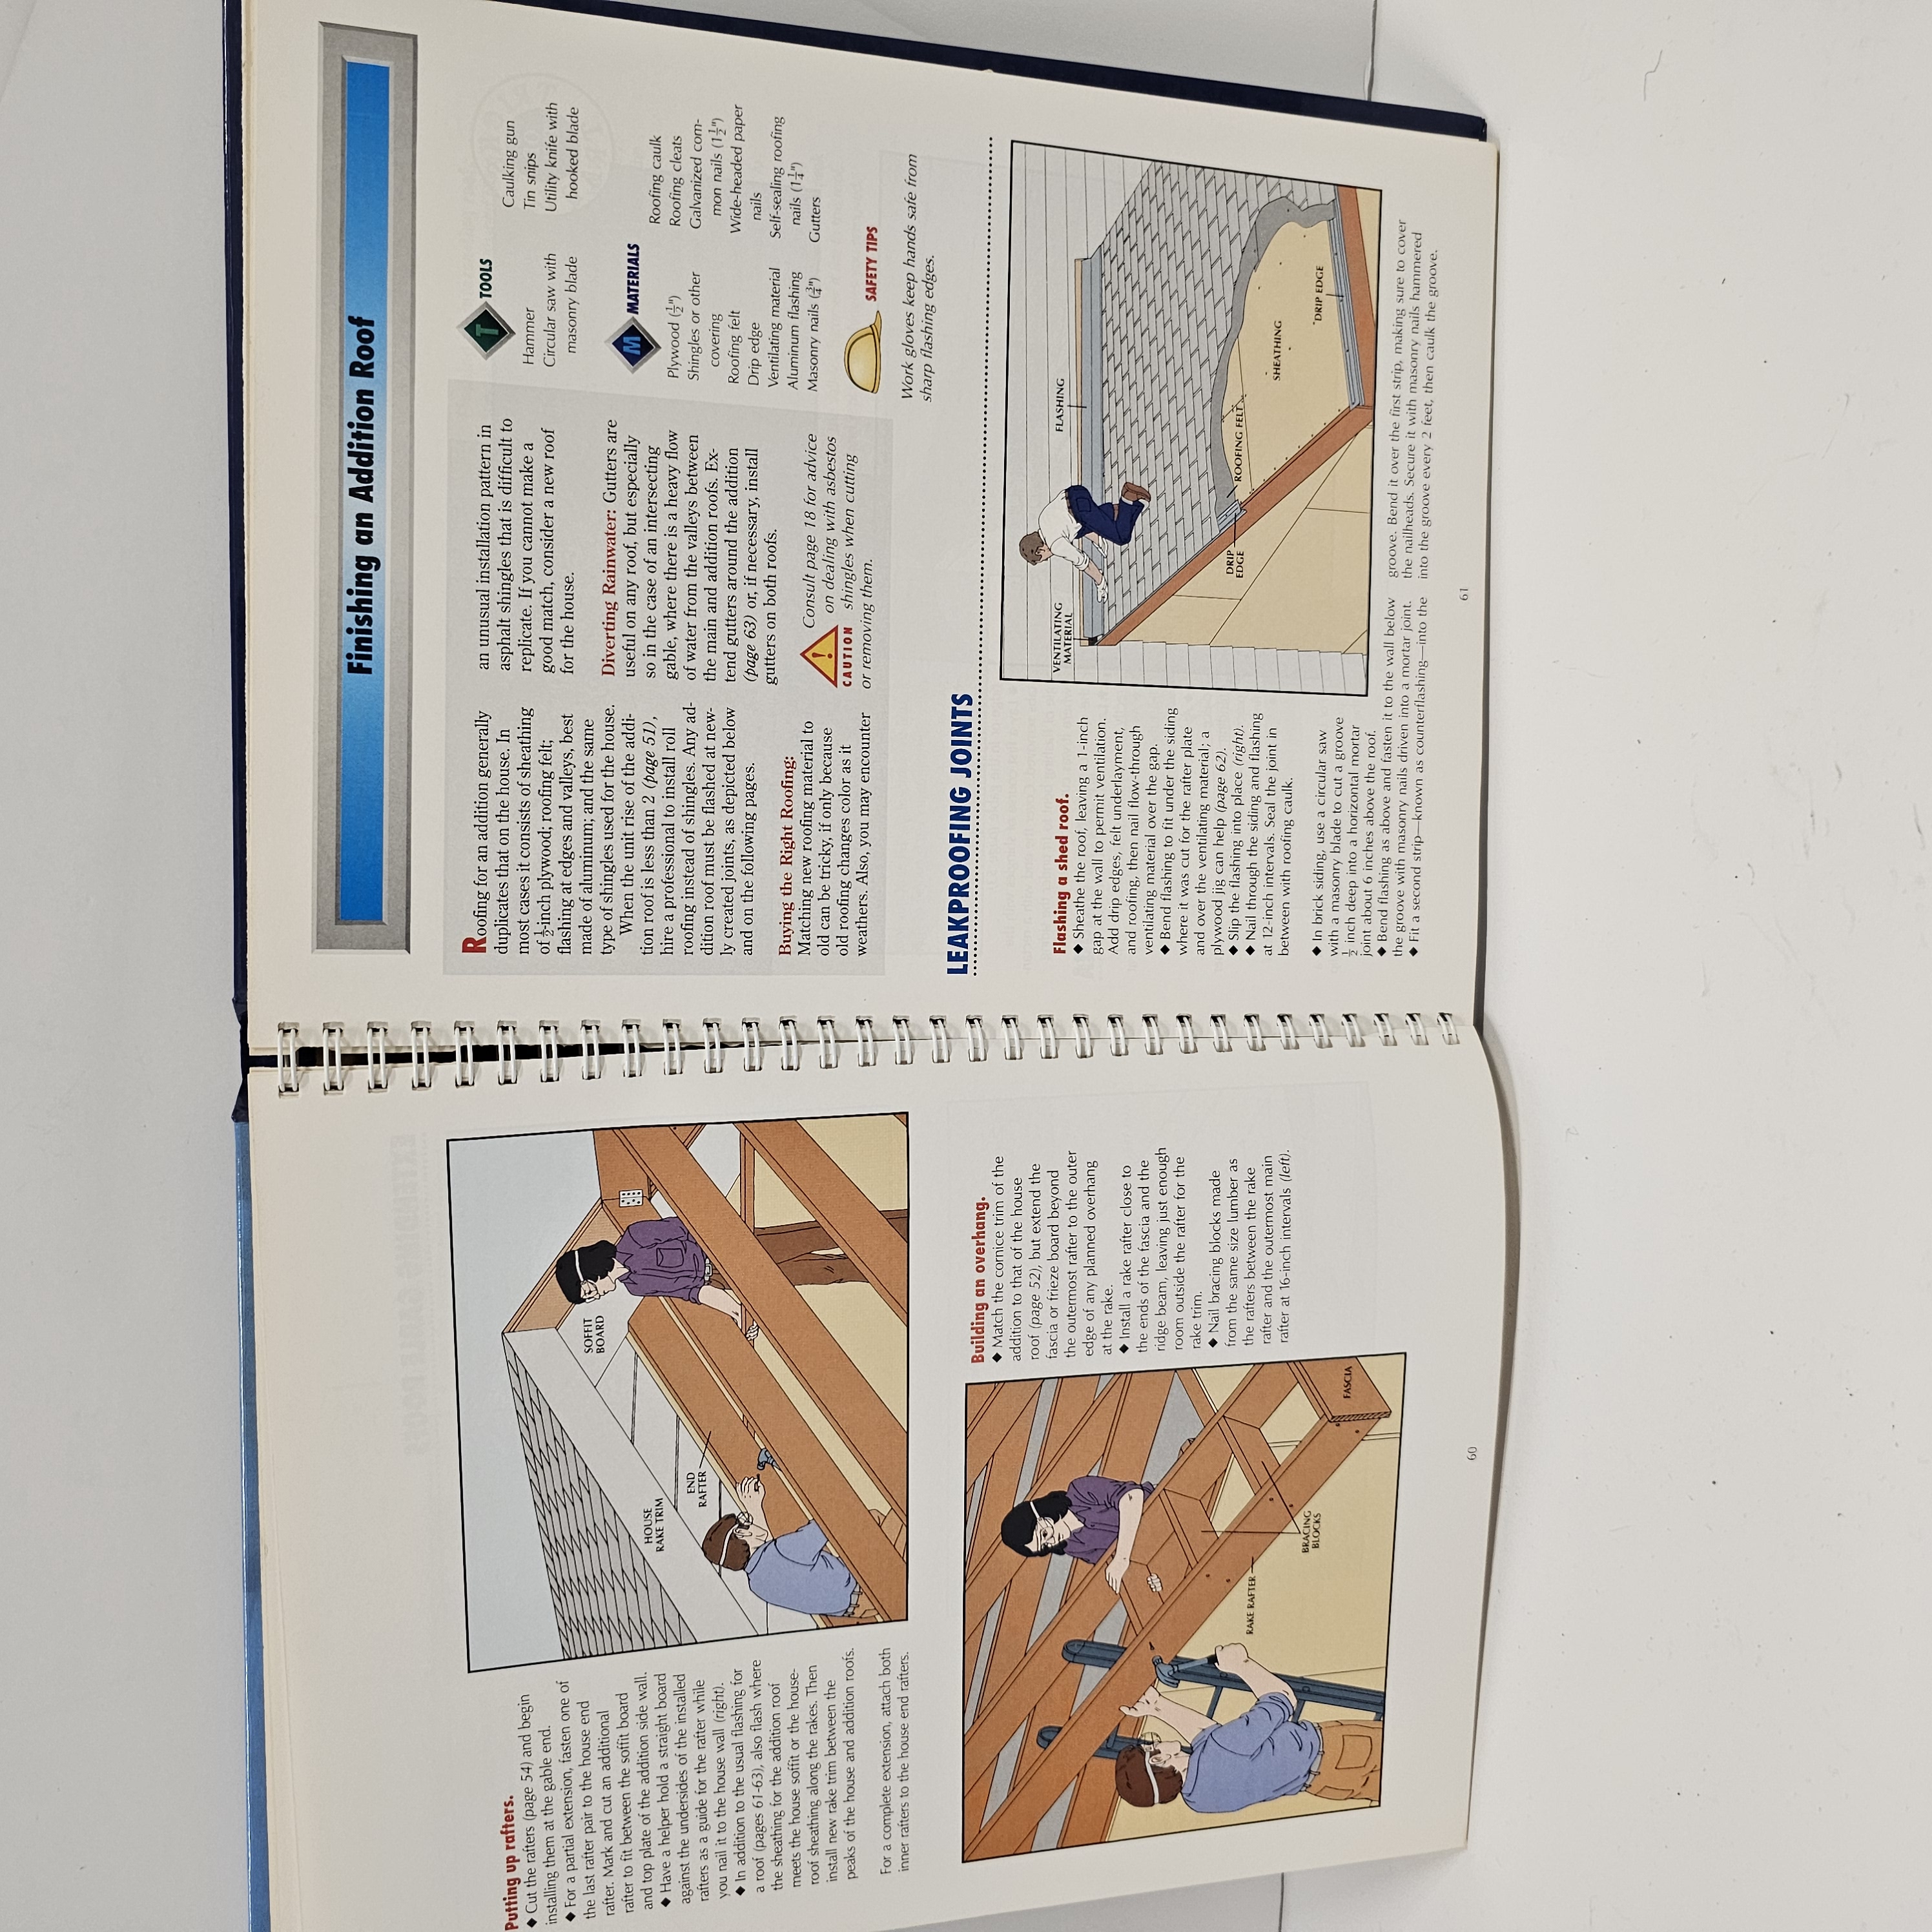 Putting up rafters.
◆ Cut the rafters (page 54) and begin
installing them at the gable end.
◆ For a partial extension, fasten one of
the last rafter pair to the house end
rafter. Mark and cut an additional
rafter to fit between the soffit board
and top plate of the addition side wall.
◆ Have a helper hold a straight board
against the undersides of the installed
rafters as a guide for the rafter while
you nail it to the house wall (right).
◆ In addition to the usual flashing for
a roof (pages 61-63), also flash where
the sheathing for the addition roof
meets the house soffit or the house-
roof sheathing along the rakes. Then
install new rake trim between the
peaks of the house and addition roofs.
For a complete extension, attach both
inner rafters to the house end rafters.
SOFFIT
BOARD
HOUSE
RAKE TRIM
END
RAFTER
RAKE RAFTER
BRACING
BLOCKS
FASCIA
Building an overhang.
◆ Match the cornice trim of the
addition to that of the house
roof (page 52), but extend the
fascia or frieze board beyond
the outermost rafter to the outer
edge of any planned overhang
at the rake.
◆ Install a rake rafter close to
the ends of the fascia and the
ridge beam, leaving just enough
room outside the rafter for the
rake trim.
◆ Nail bracing blocks made
from the same size lumber as
the rafters between the rake
rafter and the outermost main
rafter at 16-inch intervals (left).
60
Finishing an Addition Roof
Roofing for an addition generally
duplicates that on the house. In
most cases it consists of sheathing
of 1/2-inch plywood; roofing felt;
flashing at edges and valleys, best
made of aluminum; and the same
type of shingles used for the house.
When the unit rise of the addi-
tion roof is less than 2 (page 51),
hire a professional to install roll
roofing instead of shingles. Any ad-
dition roof must be flashed at new-
ly created joints, as depicted below
and on the following pages.
Buying the Right Roofing:
Matching new roofing material to
old can be tricky, if only because
old roofing changes color as it
weathers. Also, you may encounter
an unusual installation pattern in
asphalt shingles that is difficult to
replicate. If you cannot make a
good match, consider a new roof
for the house.
Diverting Rainwater: Gutters are
useful on any roof, but especially
so in the case of an intersecting
gable, where there is a heavy flow
of water from the valleys between
the main and addition roofs. Ex-
tend gutters around the addition
(page 63) or, if necessary, install
gutters on both roofs.
!
CAUTION
Consult page 18 for advice
on dealing with asbestos
shingles when cutting
or removing them.
T TOOLS
Hammer
Circular saw with
masonry blade
Caulking gun
Tin snips
Utility knife with
hooked blade
M MATERIALS
Plywood (1/2")
Shingles or other
covering
Roofing felt
Drip edge
Ventilating material
Aluminum flashing
Masonry nails (3/4")
Roofing caulk
Roofing cleats
Galvanized com-
mon nails (1 1/2")
Wide-headed paper
nails
Self-sealing roofing
nails (1 1/4")
Gutters
SAFETY TIPS
Work gloves keep hands safe from
sharp flashing edges.
LEAKPROOFING JOINTS
Flashing a shed roof.
◆ Sheathe the roof, leaving a 1-inch
gap at the wall to permit ventilation.
Add drip edges, felt underlayment,
and roofing, then nail flow-through
ventilating material over the gap.
◆ Bend flashing to fit under the siding
where it was cut for the rafter plate
and over the ventilating material; a
plywood jig can help (page 62).
◆ Slip the flashing into place (right).
◆ Nail through the siding and flashing
at 12-inch intervals. Seal the joint in
between with roofing caulk.
◆ In brick siding, use a circular saw
with a masonry blade to cut a groove
1/2 inch deep into a horizontal mortar
joint about 6 inches above the roof.
◆ Bend flashing as above and fasten it to the wall below
the groove with masonry nails driven into a mortar joint.
◆ Fit a second strip—known as counterflashing—into the
groove. Bend it over the first strip, making sure to cover
the nailheads. Secure it with masonry nails hammered
into the groove every 2 feet, then caulk the groove.
VENTILATING
MATERIAL
FLASHING
DRIP
EDGE
ROOFING FELT
SHEATHING
DRIP EDGE
61